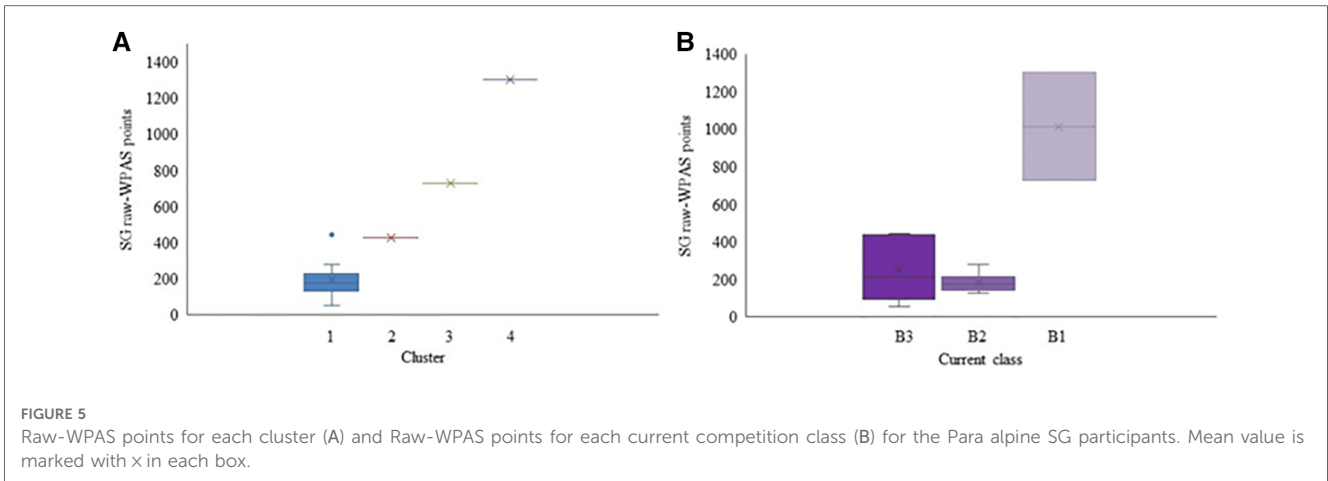 A
SG raw-WPAS points
1400
1200
1000
800
600
400
200
0
1 2 3 4
Cluster
B
SG raw-WPAS points
1400
1200
1000
800
600
400
200
0
B3 B2 B1
Current class
FIGURE 5
Raw-WPAS points for each cluster (A) and Raw-WPAS points for each current competition class (B) for the Para alpine SG participants. Mean value is
marked with × in each box.